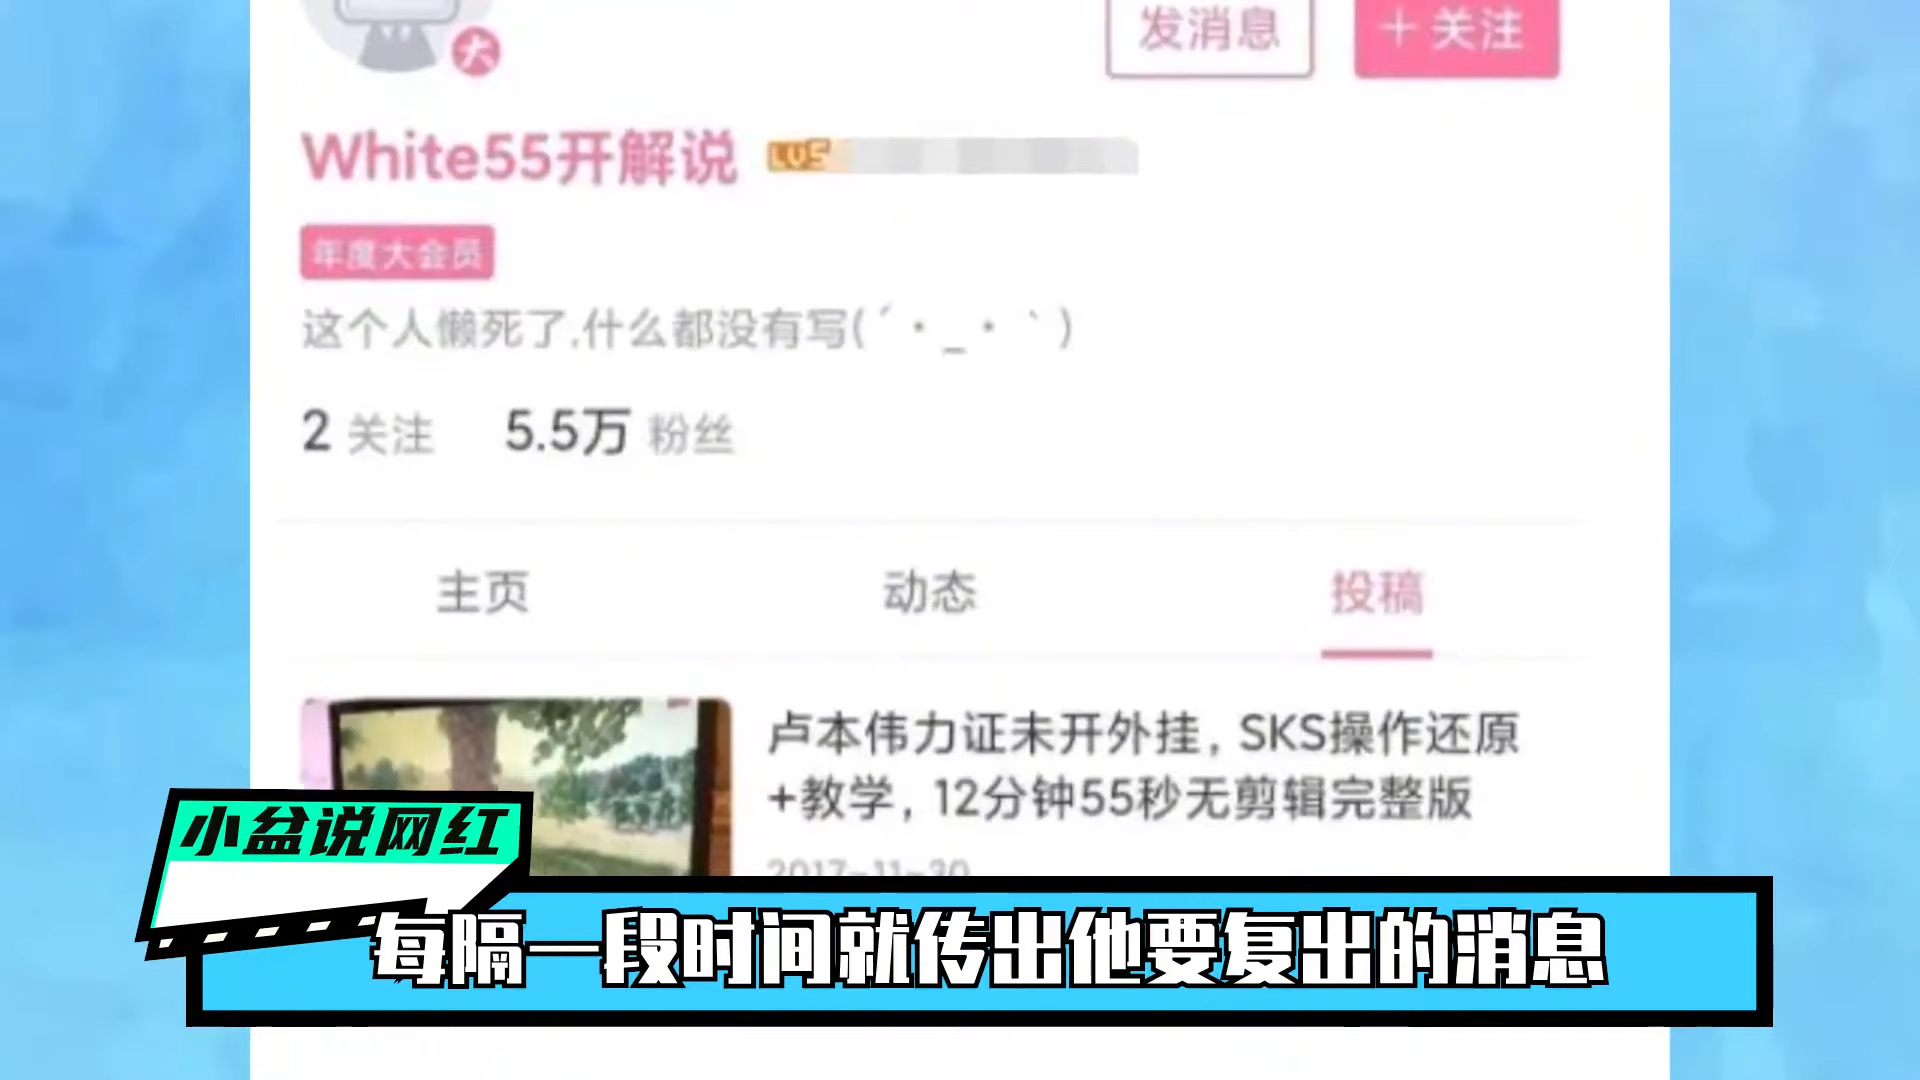 大
发消息
+ 关注
White55开解说
LV5
年度大会员
这个人懒死了,什么都没有写(´・_・`)
2 关注 5.5万 粉丝
主页 动态 投稿
卢本伟力证未开外挂，SKS操作还原
+教学，12分钟55秒无剪辑完整版
2017-11-30
小盆说网红
每隔一段时间就传出他要复出的消息